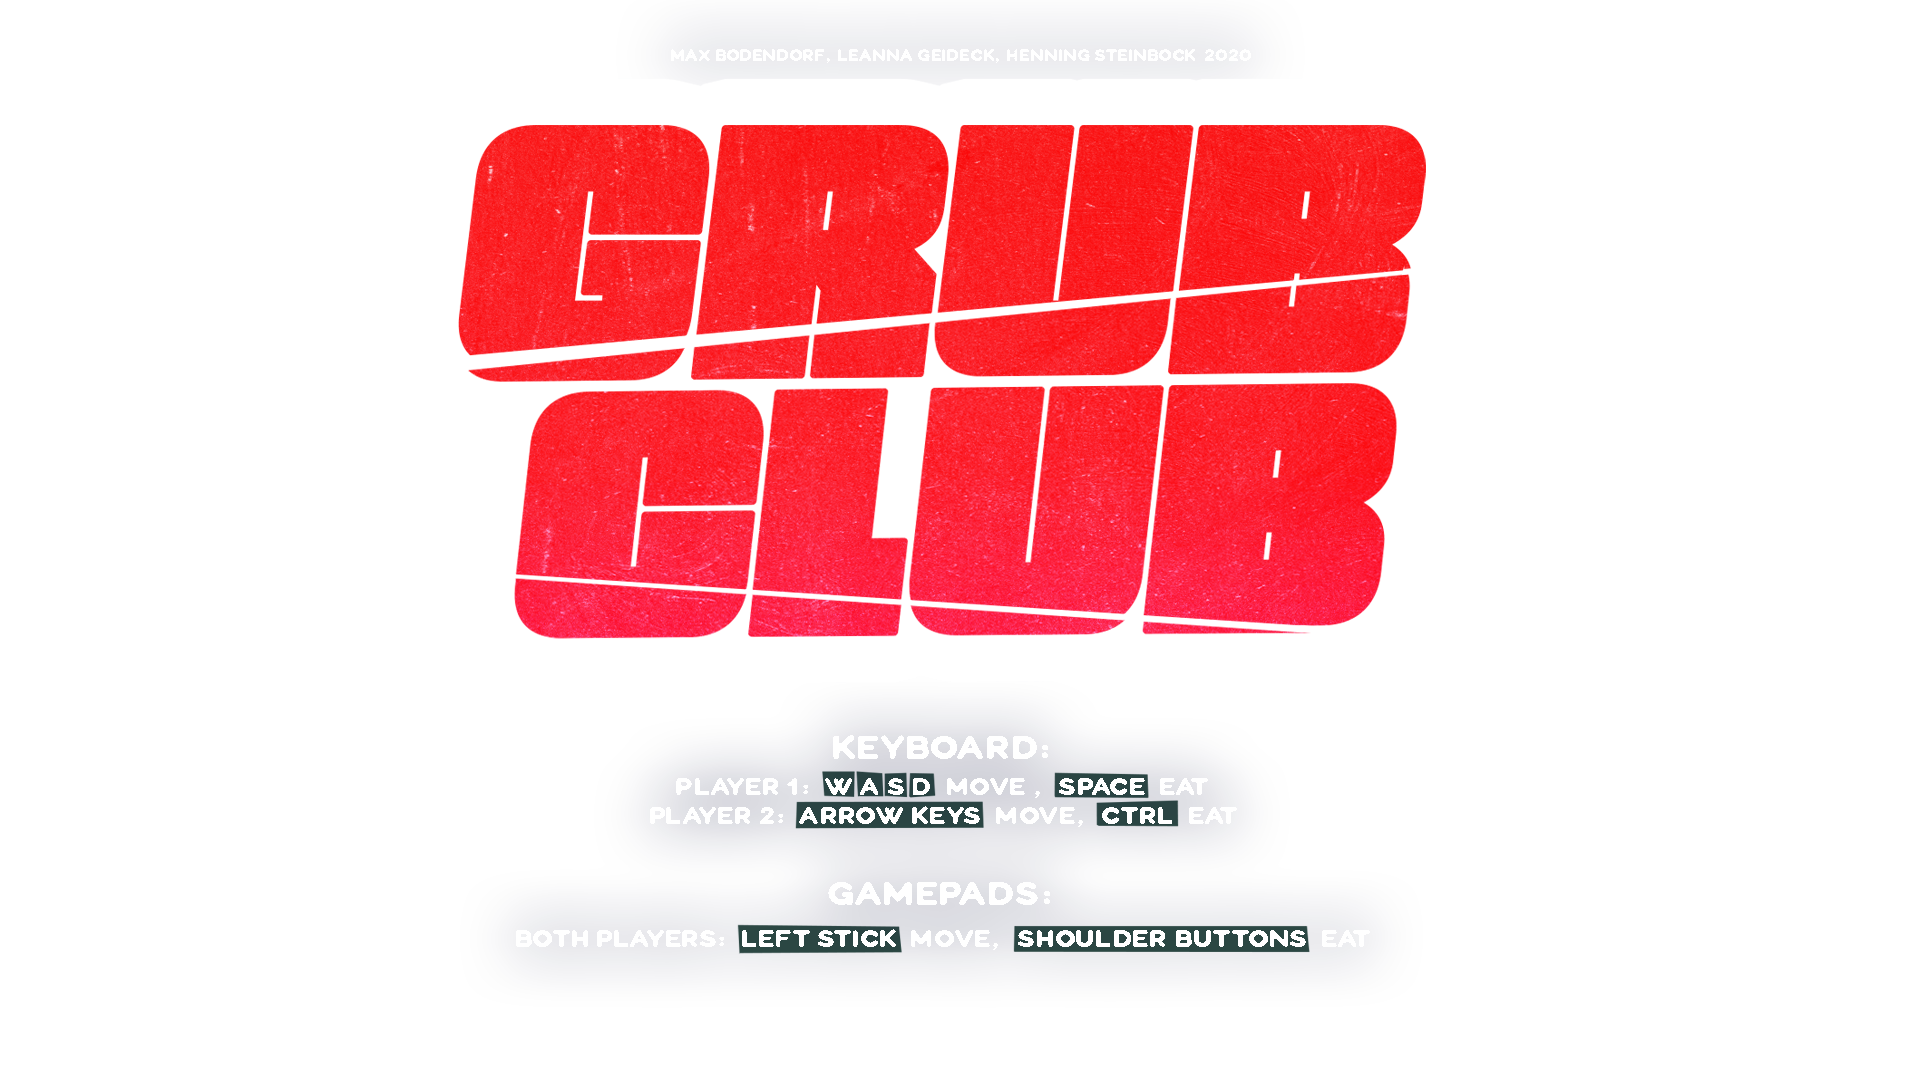 MAX BODENDORF, LEANNA GEIDECK, HENNING STEINBOCK 2020
GRUB
CLUB
KEYBOARD:
PLAYER 1: W A S D MOVE , SPACE EAT
PLAYER 2: ARROW KEYS MOVE, CTRL EAT
GAMEPADS:
BOTH PLAYERS: LEFT STICK MOVE, SHOULDER BUTTONS EAT